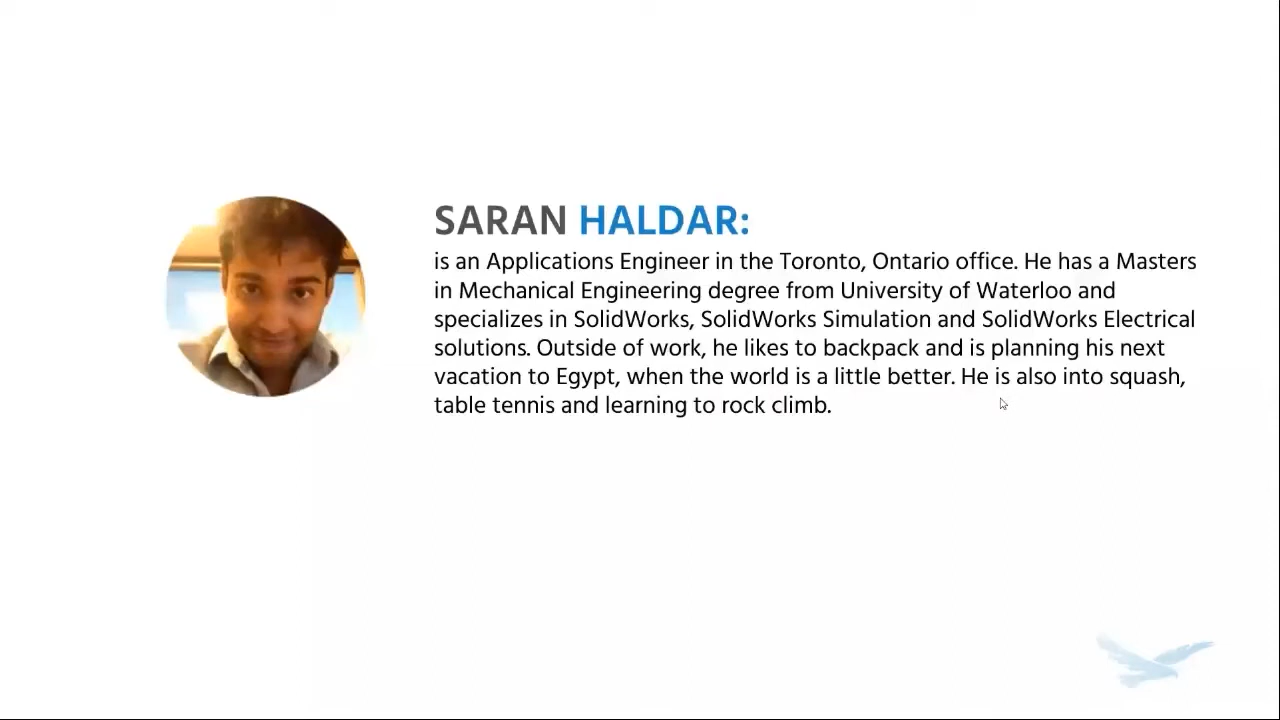 SARAN HALDAR:
is an Applications Engineer in the Toronto, Ontario office. He has a Masters
in Mechanical Engineering degree from University of Waterloo and
specializes in SolidWorks, SolidWorks Simulation and SolidWorks Electrical
solutions. Outside of work, he likes to backpack and is planning his next
vacation to Egypt, when the world is a little better. He is also into squash,
table tennis and learning to rock climb.